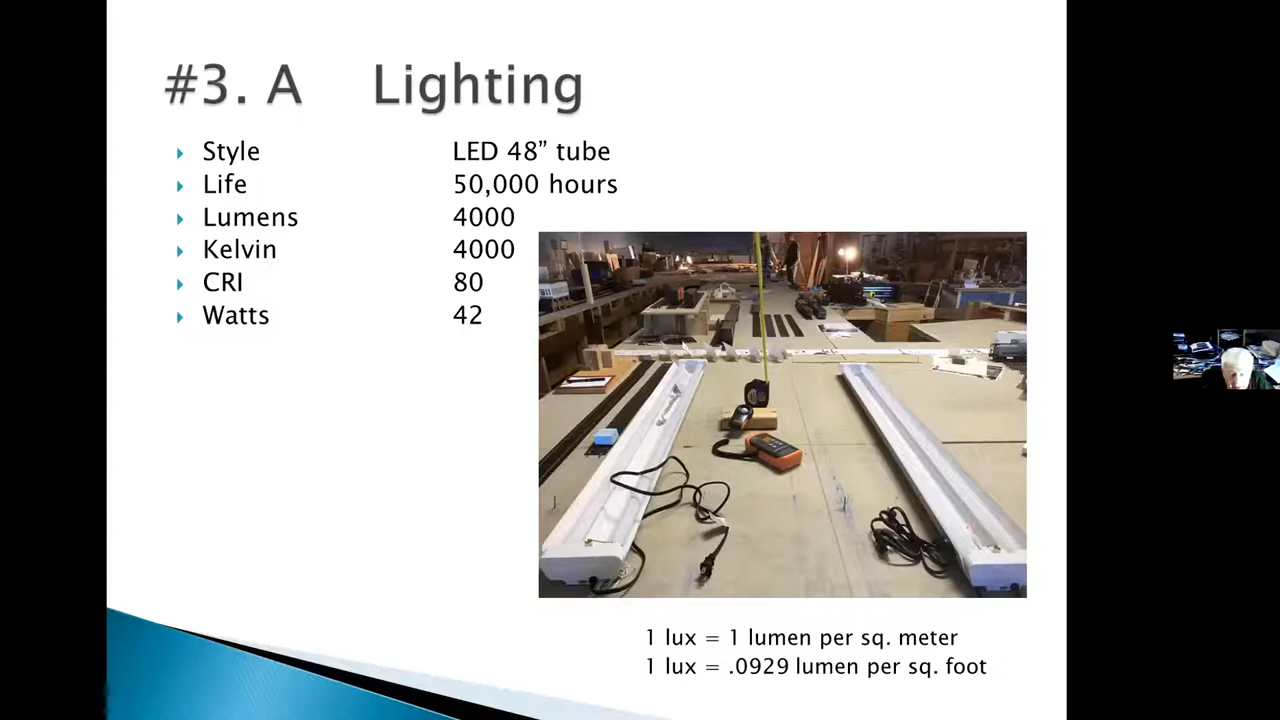 #3. A Lighting
Style LED 48” tube
Life 50,000 hours
Lumens 4000
Kelvin 4000
CRI 80
Watts 42
1 lux = 1 lumen per sq. meter
1 lux = .0929 lumen per sq. foot